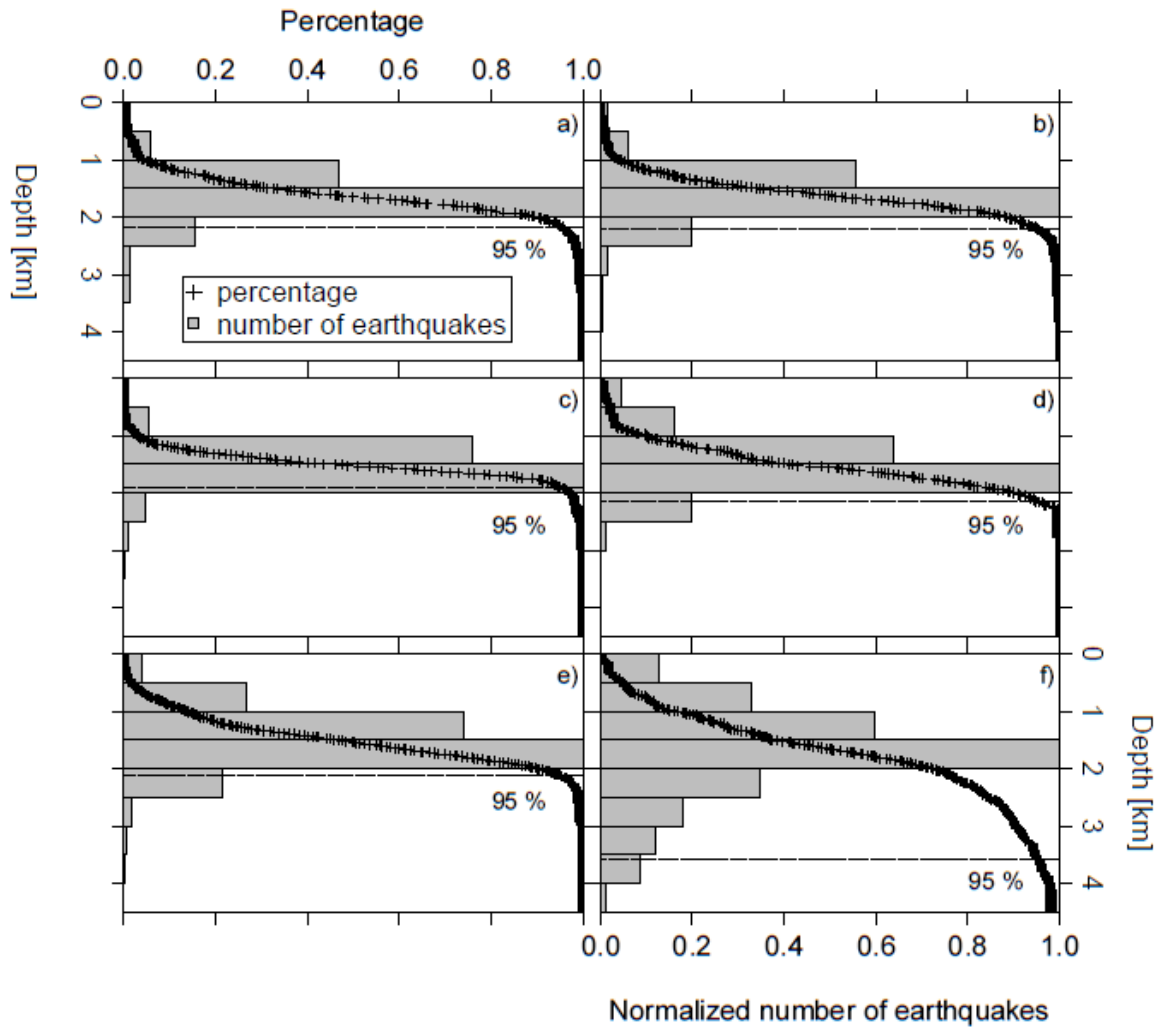 Percentage
0.0 0.2 0.4 0.6 0.8 1.0
0 1 2 3 4
Depth [km]
a)
95 %
percentage
number of earthquakes
b)
95 %
c)
95 %
d)
95 %
e)
95 %
f)
95 %
0 1 2 3 4
Depth [km]
0.0 0.2 0.4 0.6 0.8 1.0
Normalized number of earthquakes